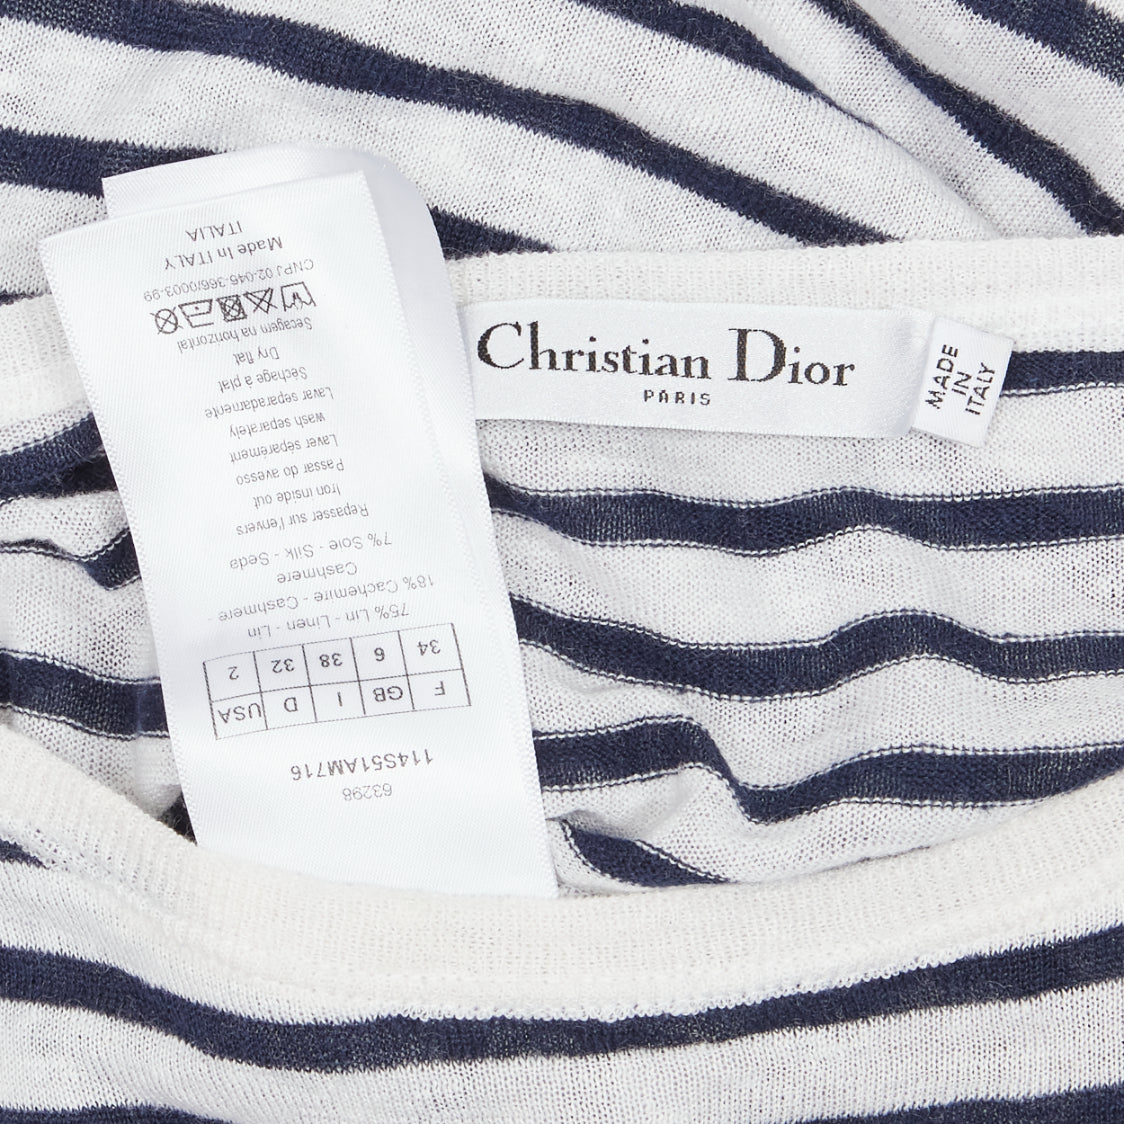 Christian Dior
PARIS
MADE
IN
ITALY
63298
114S51AM716
F GB I D USA
34 6 38 32 2
75% Lin - Linen - Lin
18% Cachemire - Cashmere -
Cashmere
7% Soie - Silk - Seda
Repasser sur l'envers
Iron inside out
Passar do avesso
Laver séparement
wash separately
Lavar separadamente
Séchage à plat
Dry flat
Secagem na horizontal
CNPJ 02-046-366/0003-99
Made In ITALY
ITALIA